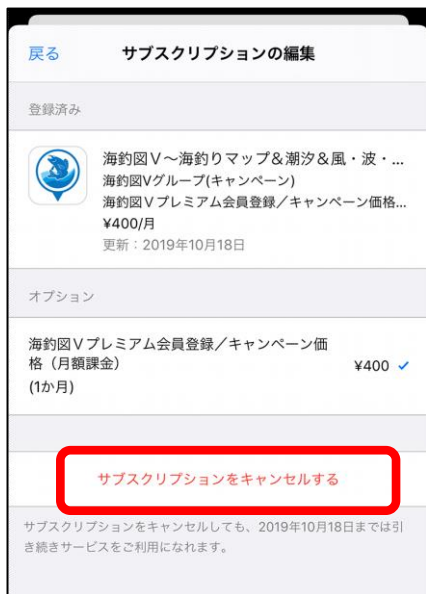 戻る サブスクリプションの編集
登録済み
海釣図V～海釣りマップ&潮汐&風・波・...
海釣図Vグループ(キャンペーン)
海釣図Vプレミアム会員登録／キャンペーン価格...
¥400/月
更新：2019年10月18日
オプション
海釣図Vプレミアム会員登録／キャンペーン価
格（月額課金） ¥400
(1か月)
サブスクリプションをキャンセルする
サブスクリプションをキャンセルしても、2019年10月18日までは引
き続きサービスをご利用になれます。